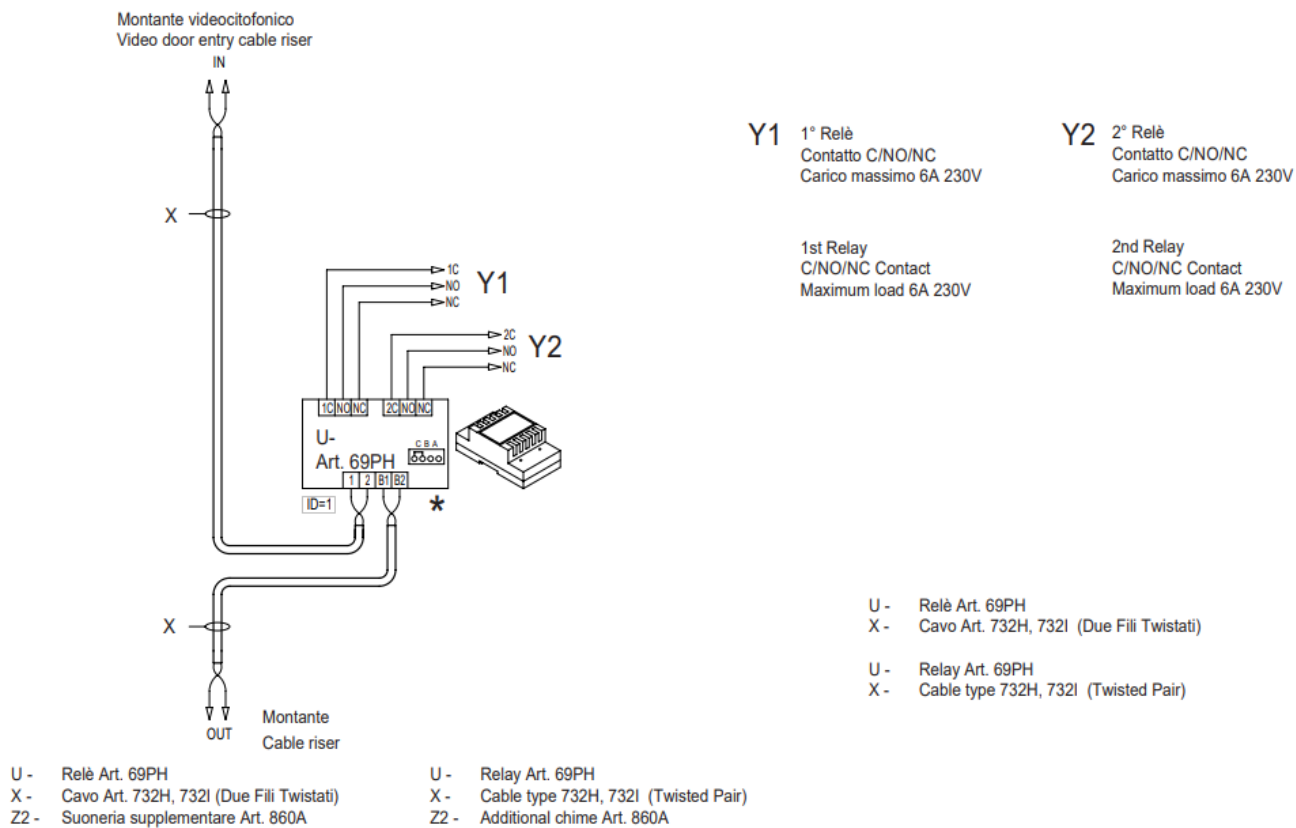 Montante videocitofonico
Video door entry cable riser
IN
Y1
1° Relè
Contatto C/NO/NC
Carico massimo 6A 230V
Y2
2° Relè
Contatto C/NO/NC
Carico massimo 6A 230V
X
1st Relay
C/NO/NC Contact
Maximum load 6A 230V
2nd Relay
C/NO/NC Contact
Maximum load 6A 230V
1C
NO
NC
Y1
2C
NO
NC
Y2
1C NO NC 2C NO NC
U-
Art. 69PH
C B A
1 2 B1 B2
ID=1
*
X
U - Relè Art. 69PH
X - Cavo Art. 732H, 732I (Due Fili Twistati)
U - Relay Art. 69PH
X - Cable type 732H, 732I (Twisted Pair)
OUT
Montante
Cable riser
U - Relè Art. 69PH
X - Cavo Art. 732H, 732I (Due Fili Twistati)
Z2 - Suoneria supplementare Art. 860A
U - Relay Art. 69PH
X - Cable type 732H, 732I (Twisted Pair)
Z2 - Additional chime Art. 860A